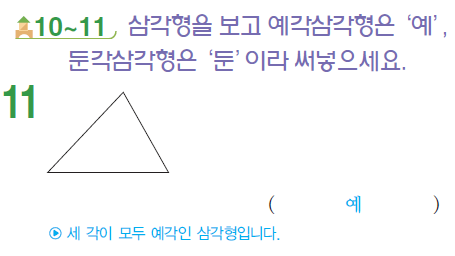 10~11 삼각형을 보고 예각삼각형은 ‘예’,
둔각삼각형은 ‘둔’이라 써넣으세요.
11
( 예 )
세 각이 모두 예각인 삼각형입니다.